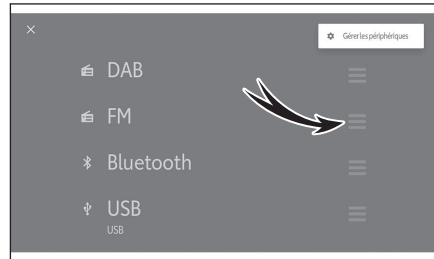 Gérer les périphériques
DAB
FM
Bluetooth
USB
USB